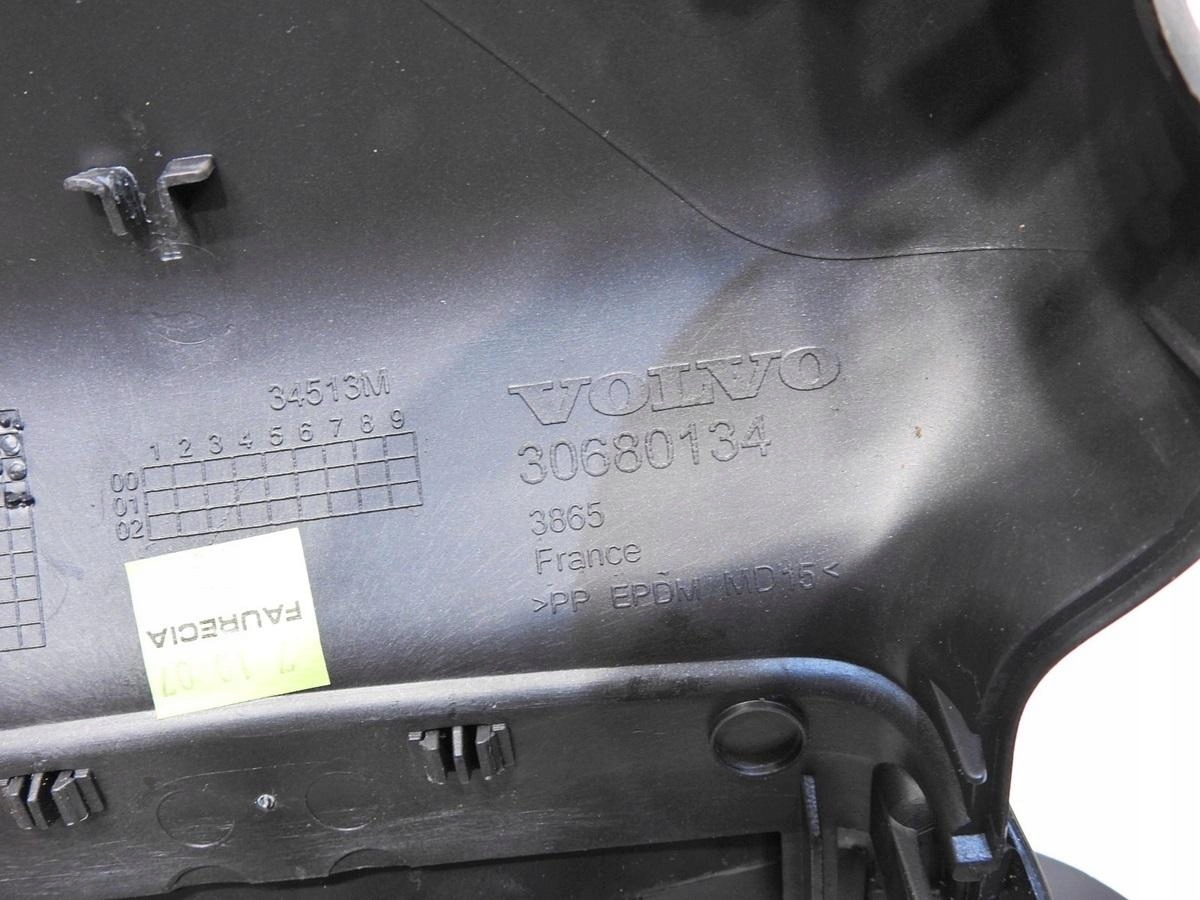 34513M
1 2 3 4 5 6 7 8 9
00
01
02
VOLVO
30680134
3865
France
>PP EPDM MD15<
FAURECIA